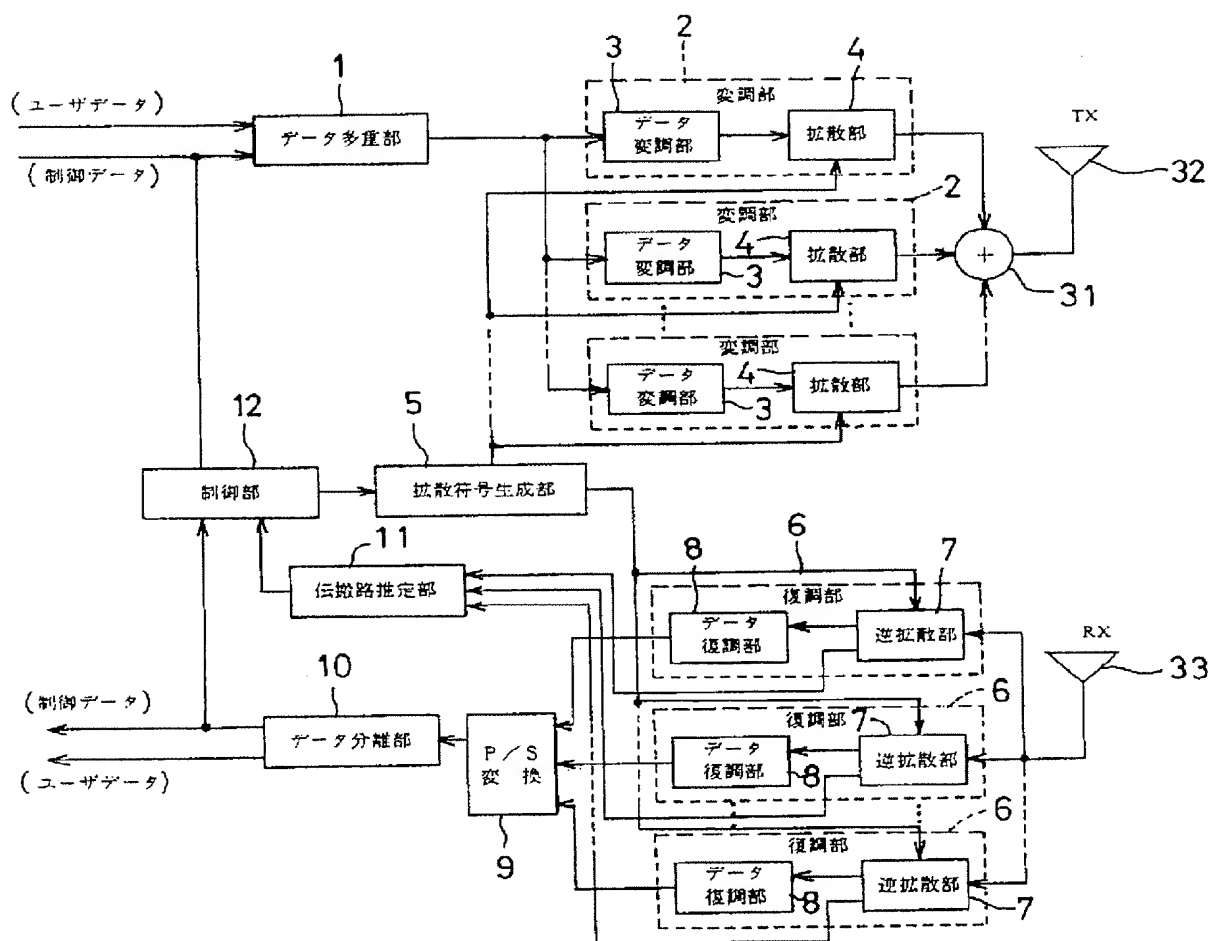 1
(ユーザデータ)
データ多重部
(制御データ)
2
3
4
変調部
データ
変調部
拡散部
TX
32
2
変調部
データ
変調部
3
4
拡散部
+
31
変調部
データ
変調部
3
4
拡散部
12
制御部
5
拡散符号生成部
11
伝搬路推定部
6
8
7
復調部
データ
復調部
逆拡散部
RX
33
6
復調部
7
データ
復調部
8
逆拡散部
10
(制御データ)
データ分離部
(ユーザデータ)
P/S
変換
9
6
復調部
データ
復調部
8
逆拡散部
7